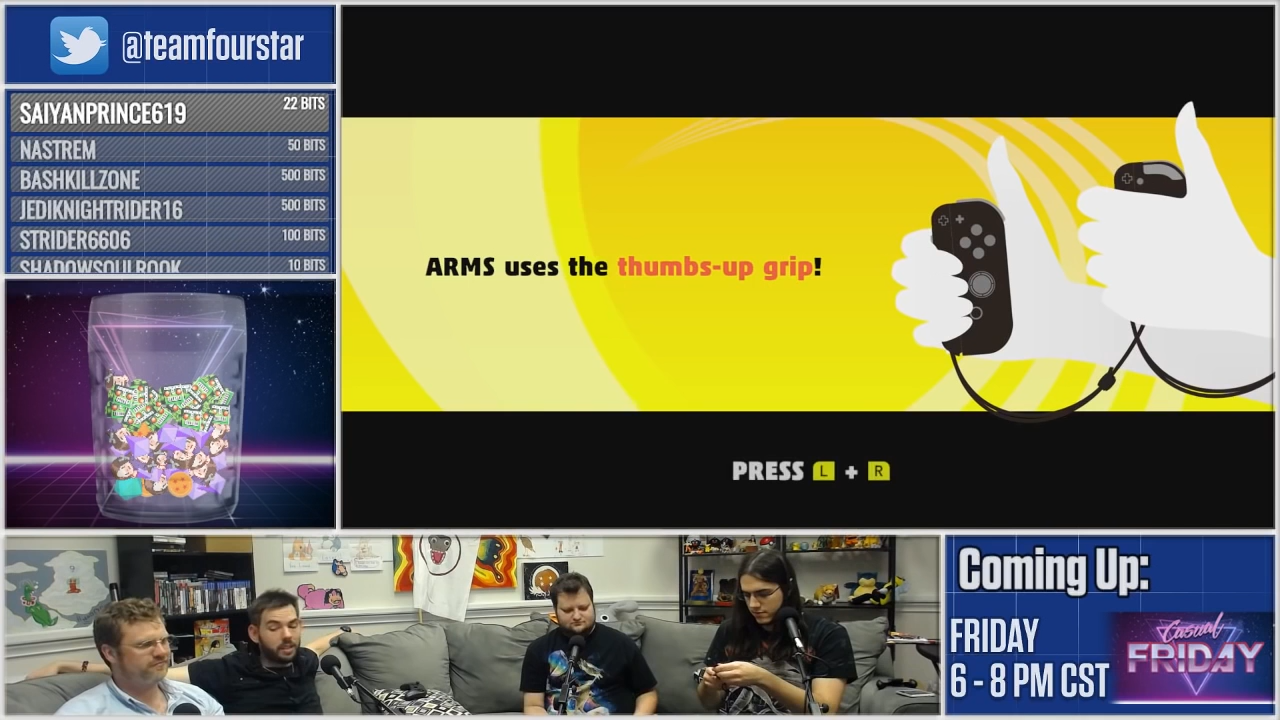 @teamfourstar
SAIYANPRINCE619 22 BITS
NASTREM 50 BITS
BASHKILLZONE 500 BITS
JEDIKNIGHTRIDER16 500 BITS
STRIDER6606 100 BITS
SHADOWSOULROOK 10 BITS
ARMS uses the thumbs-up grip!
PRESS L + R
Coming Up:
FRIDAY
6 - 8 PM CST
Casual
FRIDAY